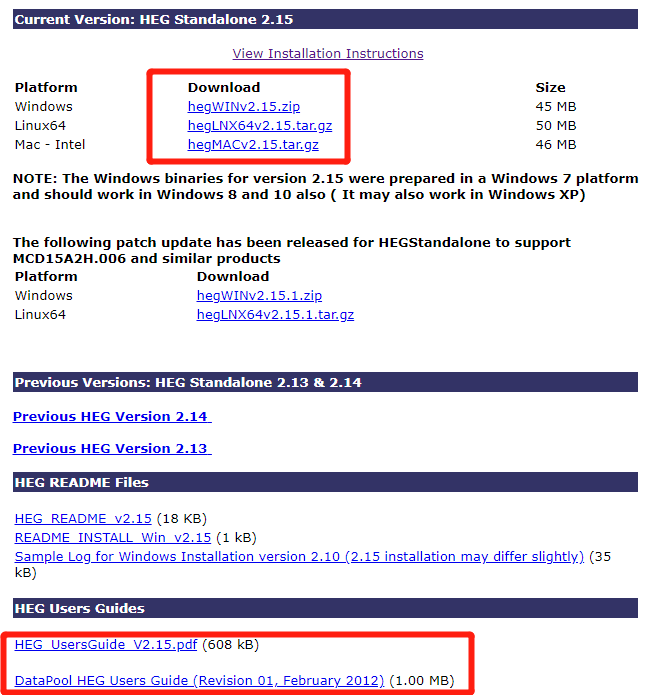 Current Version: HEG Standalone 2.15
View Installation Instructions
Platform Download Size
Windows hegWINv2.15.zip 45 MB
Linux64 hegLNX64v2.15.tar.gz 50 MB
Mac - Intel hegMACv2.15.tar.gz 46 MB
NOTE: The Windows binaries for version 2.15 were prepared in a Windows 7 platform
and should work in Windows 8 and 10 also ( It may also work in Windows XP)
The following patch update has been released for HEGStandalone to support
MCD15A2H.006 and similar products
Platform Download
Windows hegWINv2.15.1.zip
Linux64 hegLNX64v2.15.1.tar.gz
Previous Versions: HEG Standalone 2.13 & 2.14
Previous HEG Version 2.14
Previous HEG Version 2.13
HEG README Files
HEG_README_v2.15 (18 KB)
README_INSTALL_Win_v2.15 (1 kB)
Sample Log for Windows Installation version 2.10 (2.15 installation may differ slightly) (35
kB)
HEG Users Guides
HEG_UsersGuide_V2.15.pdf (608 kB)
DataPool HEG Users Guide (Revision 01, February 2012) (1.00 MB)